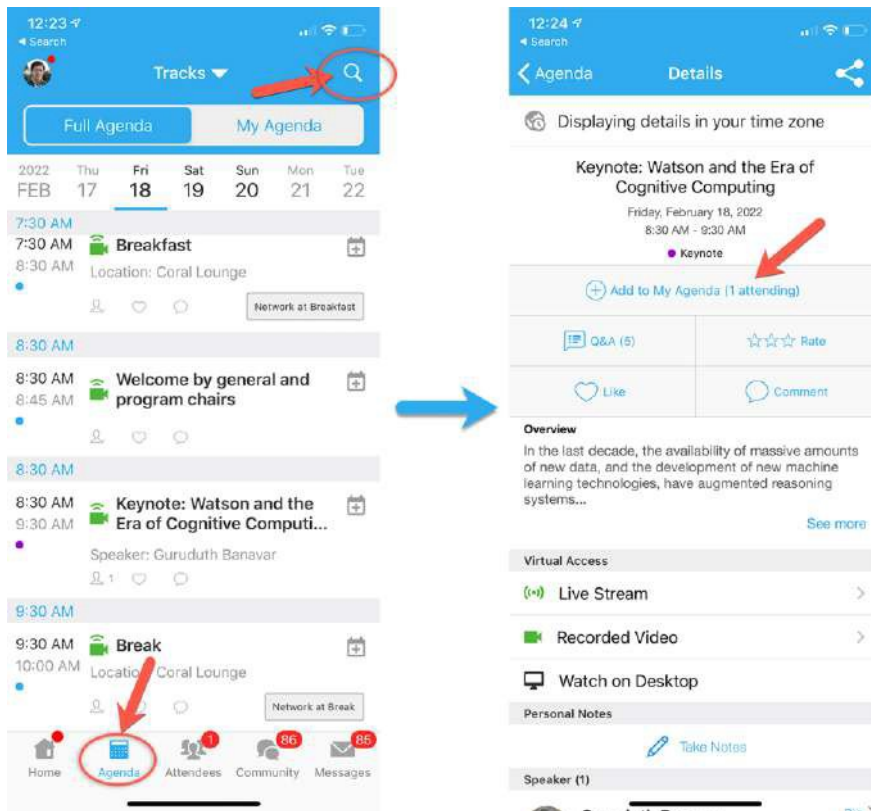 12:23
Search
Tracks
Full Agenda
My Agenda
2022 Thu Fri Sat Sun Mon Tue
FEB 17 18 19 20 21 22
7:30 AM
7:30 AM Breakfast
8:30 AM Location: Coral Lounge
Network at Breakfast
8:30 AM
8:30 AM Welcome by general and
8:45 AM program chairs
8:30 AM
8:30 AM Keynote: Watson and the
9:30 AM Era of Cognitive Computi...
Speaker: Guruduth Banavar
1
9:30 AM
9:30 AM Break
10:00 AM Location: Coral Lounge
Network at Break
1 86 86
Home Agenda Attendees Community Messages
12:24
Search
Agenda Details
Displaying details in your time zone
Keynote: Watson and the Era of
Cognitive Computing
Friday, February 18, 2022
8:30 AM - 9:30 AM
Keynote
Add to My Agenda (1 attending)
Q&A (5) Rate
Like Comment
Overview
In the last decade, the availability of massive amounts
of new data, and the development of new machine
learning technologies, have augmented reasoning
systems...
See more
Virtual Access
Live Stream
Recorded Video
Watch on Desktop
Personal Notes
Take Notes
Speaker (1)